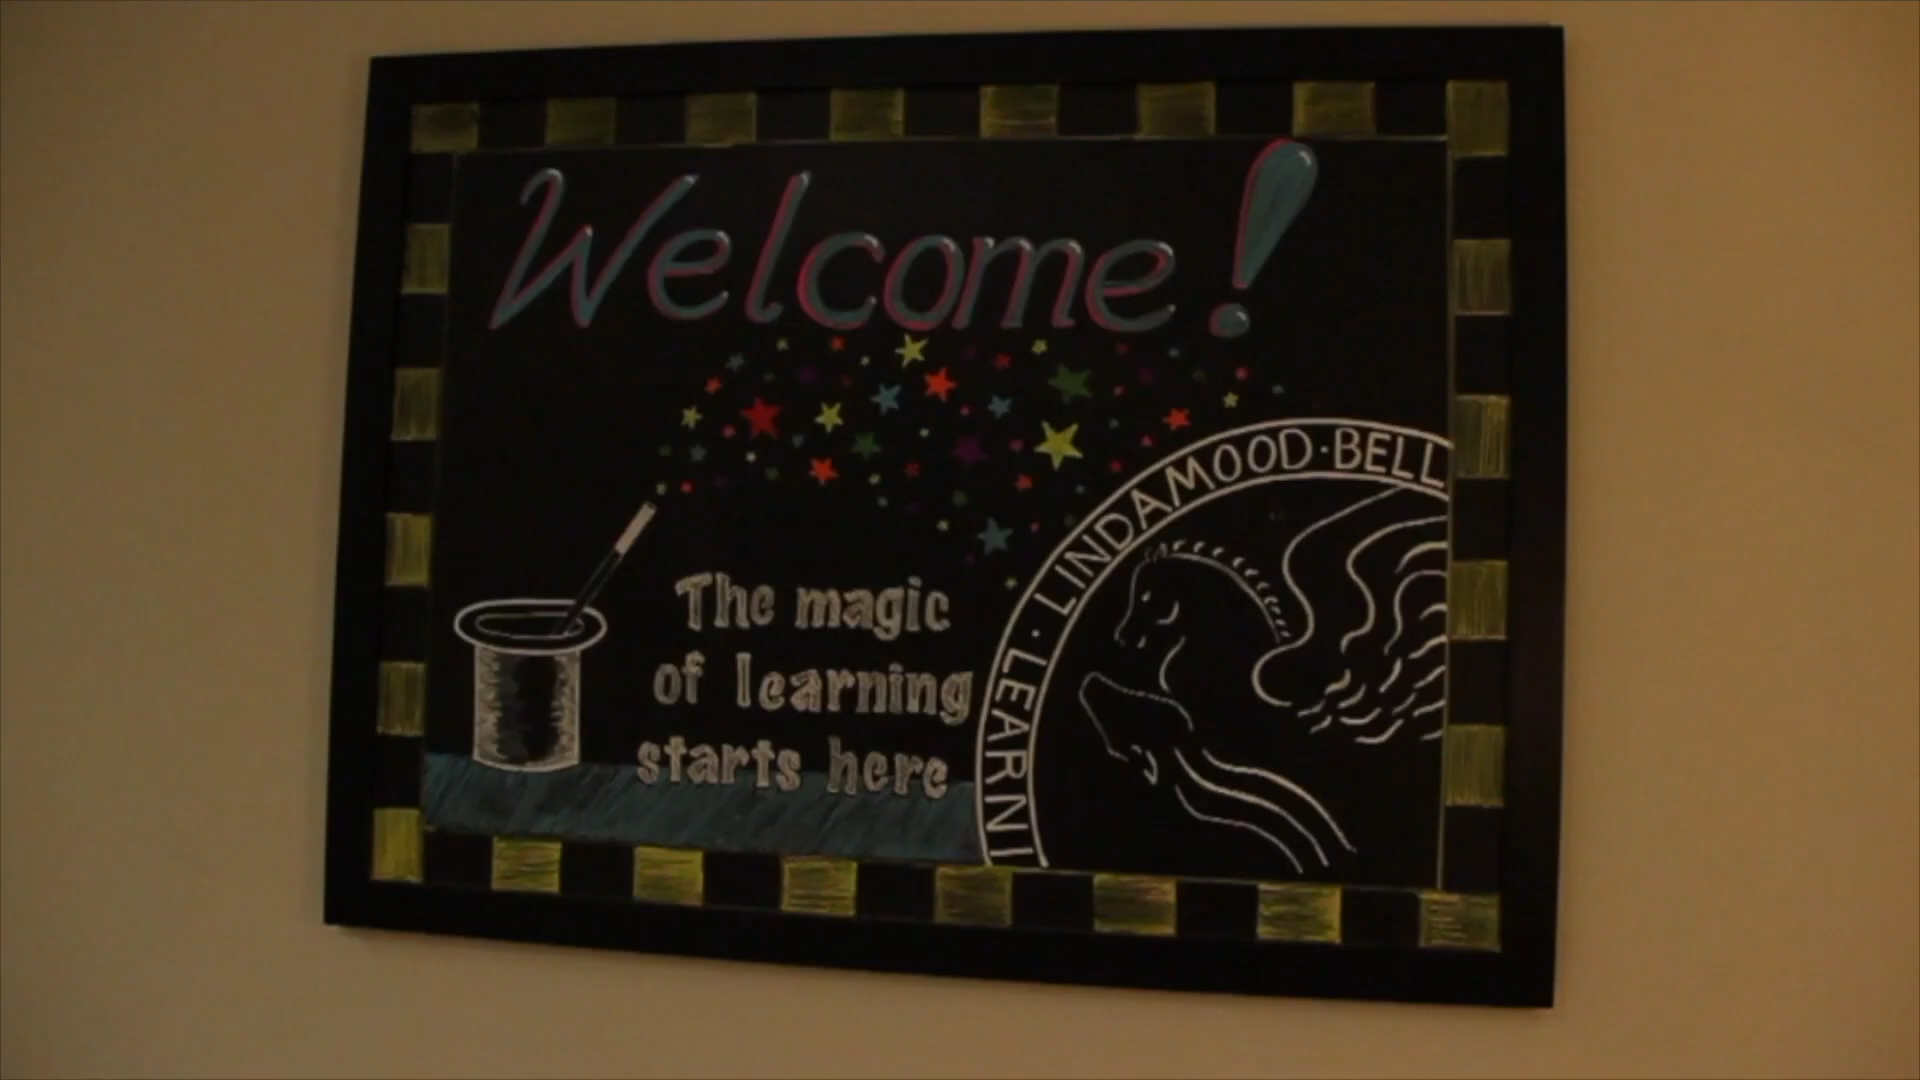 Welcome!
The magic
of learning
starts here
LEARNI
· LINDAMOOD·BELL